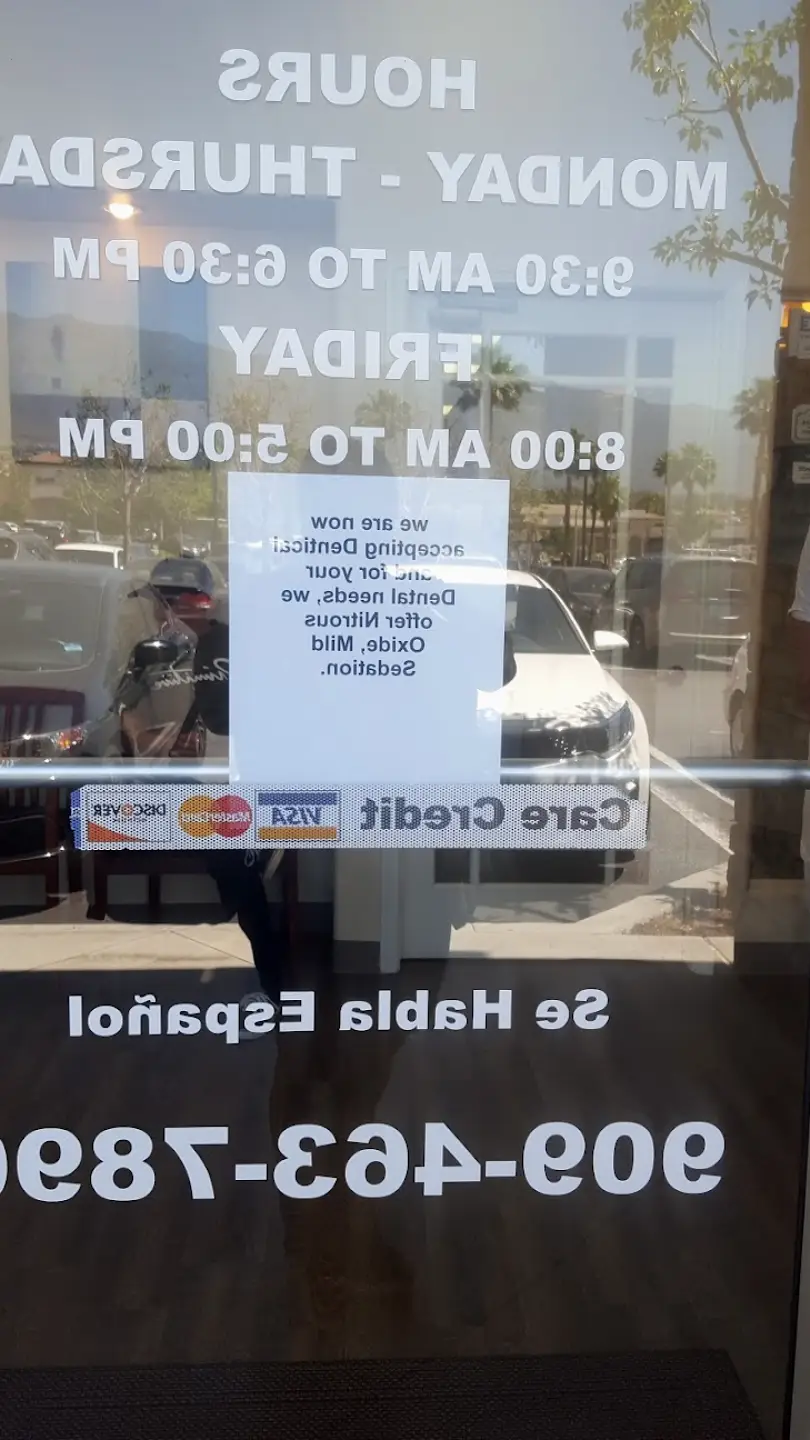 HOURS
MONDAY - THURSDA
9:30 AM TO 6:30 PM
FRIDAY
8:00 AM TO 5:00 PM
we are now
accepting Dentical
and for your
Dental needs, we
offer Nitrous
Oxide, Mild
Sedation.
Care Credit VISA MasterCard DISCOVER
Primitive
Se Habla Español
909-463-789